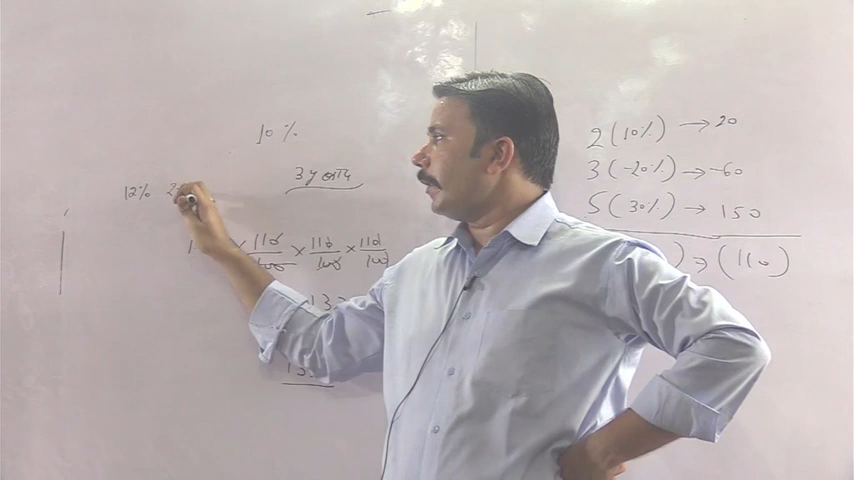 10 %
3 y
12%
× 110/100 × 110/100 × 110/100
2 (10%) → 20
3 (-20%) → -60
5 (30%) → 150
) → (110)